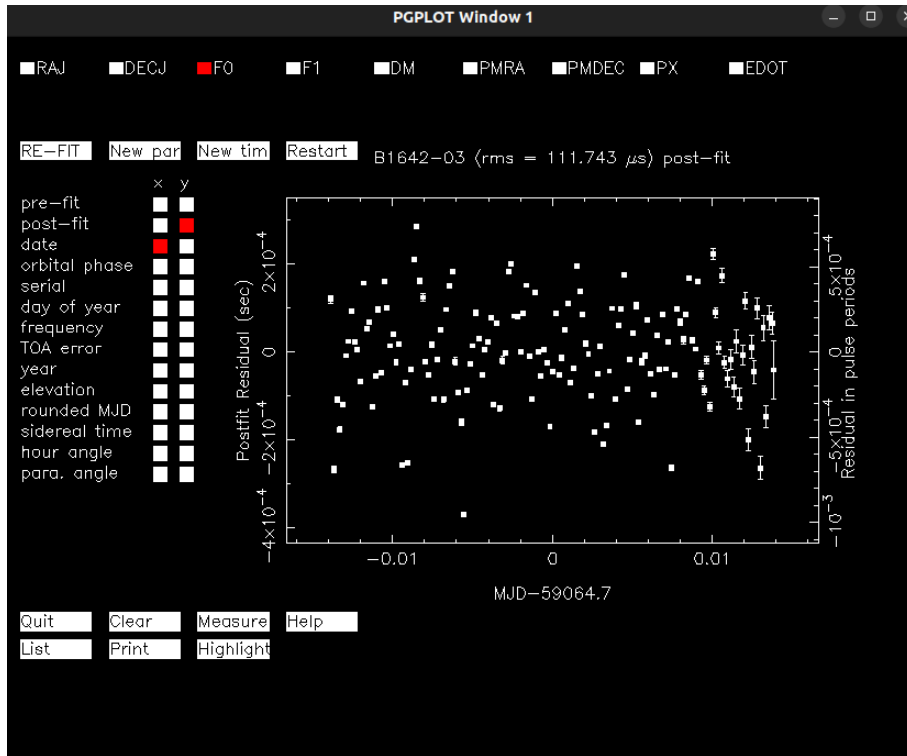 PGPLOT Window 1
RAJ DECJ F0 F1 DM PMRA PMDEC PX EDOT
RE-FIT New par New tim Restart
B1642-03 (rms = 111.743 μs) post-fit
x y
pre-fit
post-fit
date
orbital phase
serial
day of year
frequency
TOA error
year
elevation
rounded MJD
sidereal time
hour angle
para. angle
Postfit Residual (sec)
-4×10⁻⁴ -2×10⁻⁴ 0 2×10⁻⁴
Residual in pulse periods
-10⁻³ -5×10⁻⁴ 0 5×10⁻⁴
-0.01 0 0.01
MJD-59064.7
Quit Clear Measure Help
List Print Highlight